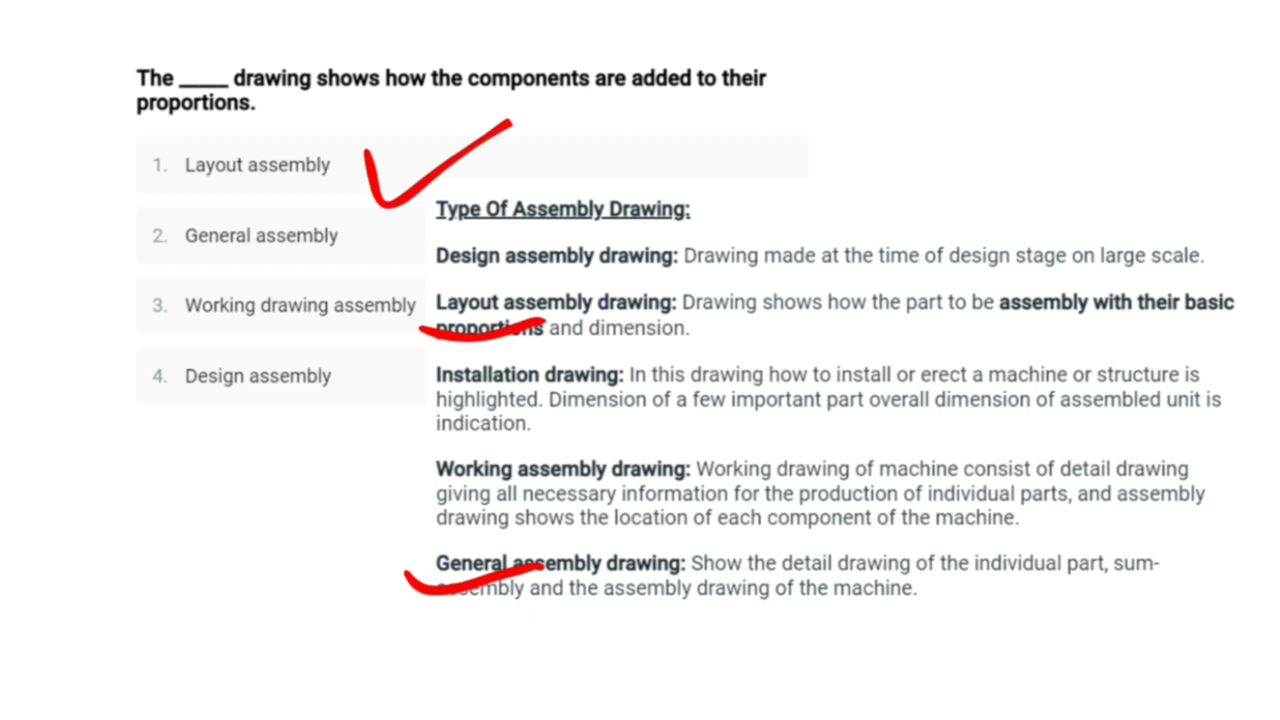 The _____ drawing shows how the components are added to their
proportions.
1. Layout assembly
2. General assembly
3. Working drawing assembly
4. Design assembly
Type Of Assembly Drawing:
Design assembly drawing: Drawing made at the time of design stage on large scale.
Layout assembly drawing: Drawing shows how the part to be assembly with their basic
proportions and dimension.
Installation drawing: In this drawing how to install or erect a machine or structure is
highlighted. Dimension of a few important part overall dimension of assembled unit is
indication.
Working assembly drawing: Working drawing of machine consist of detail drawing
giving all necessary information for the production of individual parts, and assembly
drawing shows the location of each component of the machine.
General assembly drawing: Show the detail drawing of the individual part, sum-
assembly and the assembly drawing of the machine.